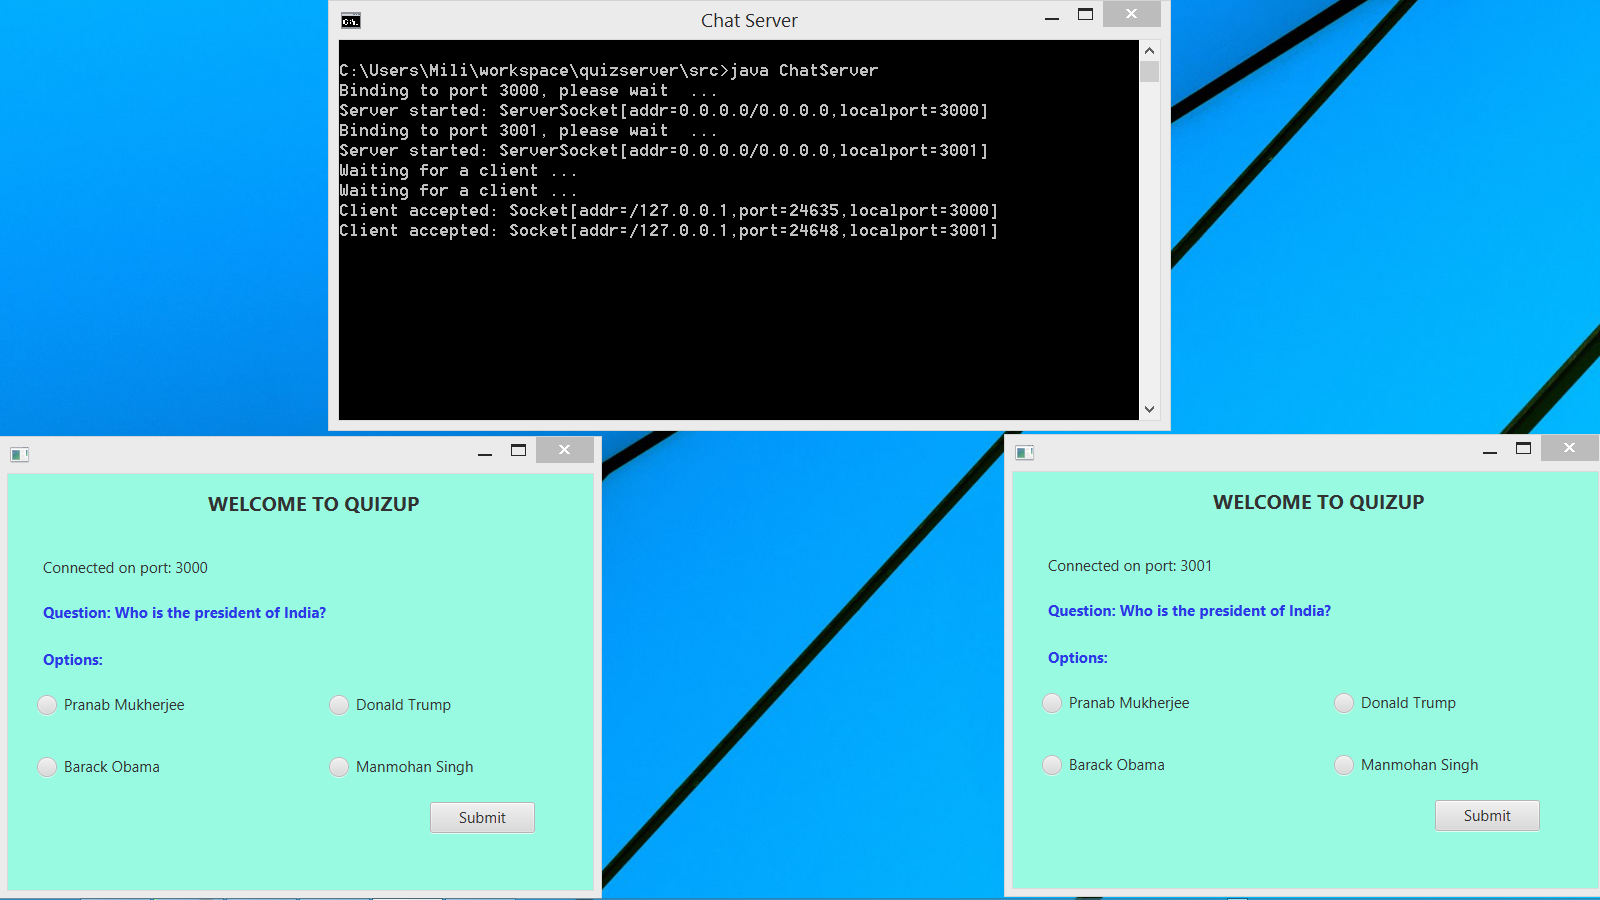 Chat Server
C:\Users\Mili\workspace\quizserver\src>java ChatServer
Binding to port 3000, please wait  ...
Server started: ServerSocket[addr=0.0.0.0/0.0.0.0,localport=3000]
Binding to port 3001, please wait  ...
Server started: ServerSocket[addr=0.0.0.0/0.0.0.0,localport=3001]
Waiting for a client ...
Waiting for a client ...
Client accepted: Socket[addr=/127.0.0.1,port=24635,localport=3000]
Client accepted: Socket[addr=/127.0.0.1,port=24648,localport=3001]
WELCOME TO QUIZUP
Connected on port: 3000
Question: Who is the president of India?
Options:
Pranab Mukherjee
Donald Trump
Barack Obama
Manmohan Singh
Submit
WELCOME TO QUIZUP
Connected on port: 3001
Question: Who is the president of India?
Options:
Pranab Mukherjee
Donald Trump
Barack Obama
Manmohan Singh
Submit